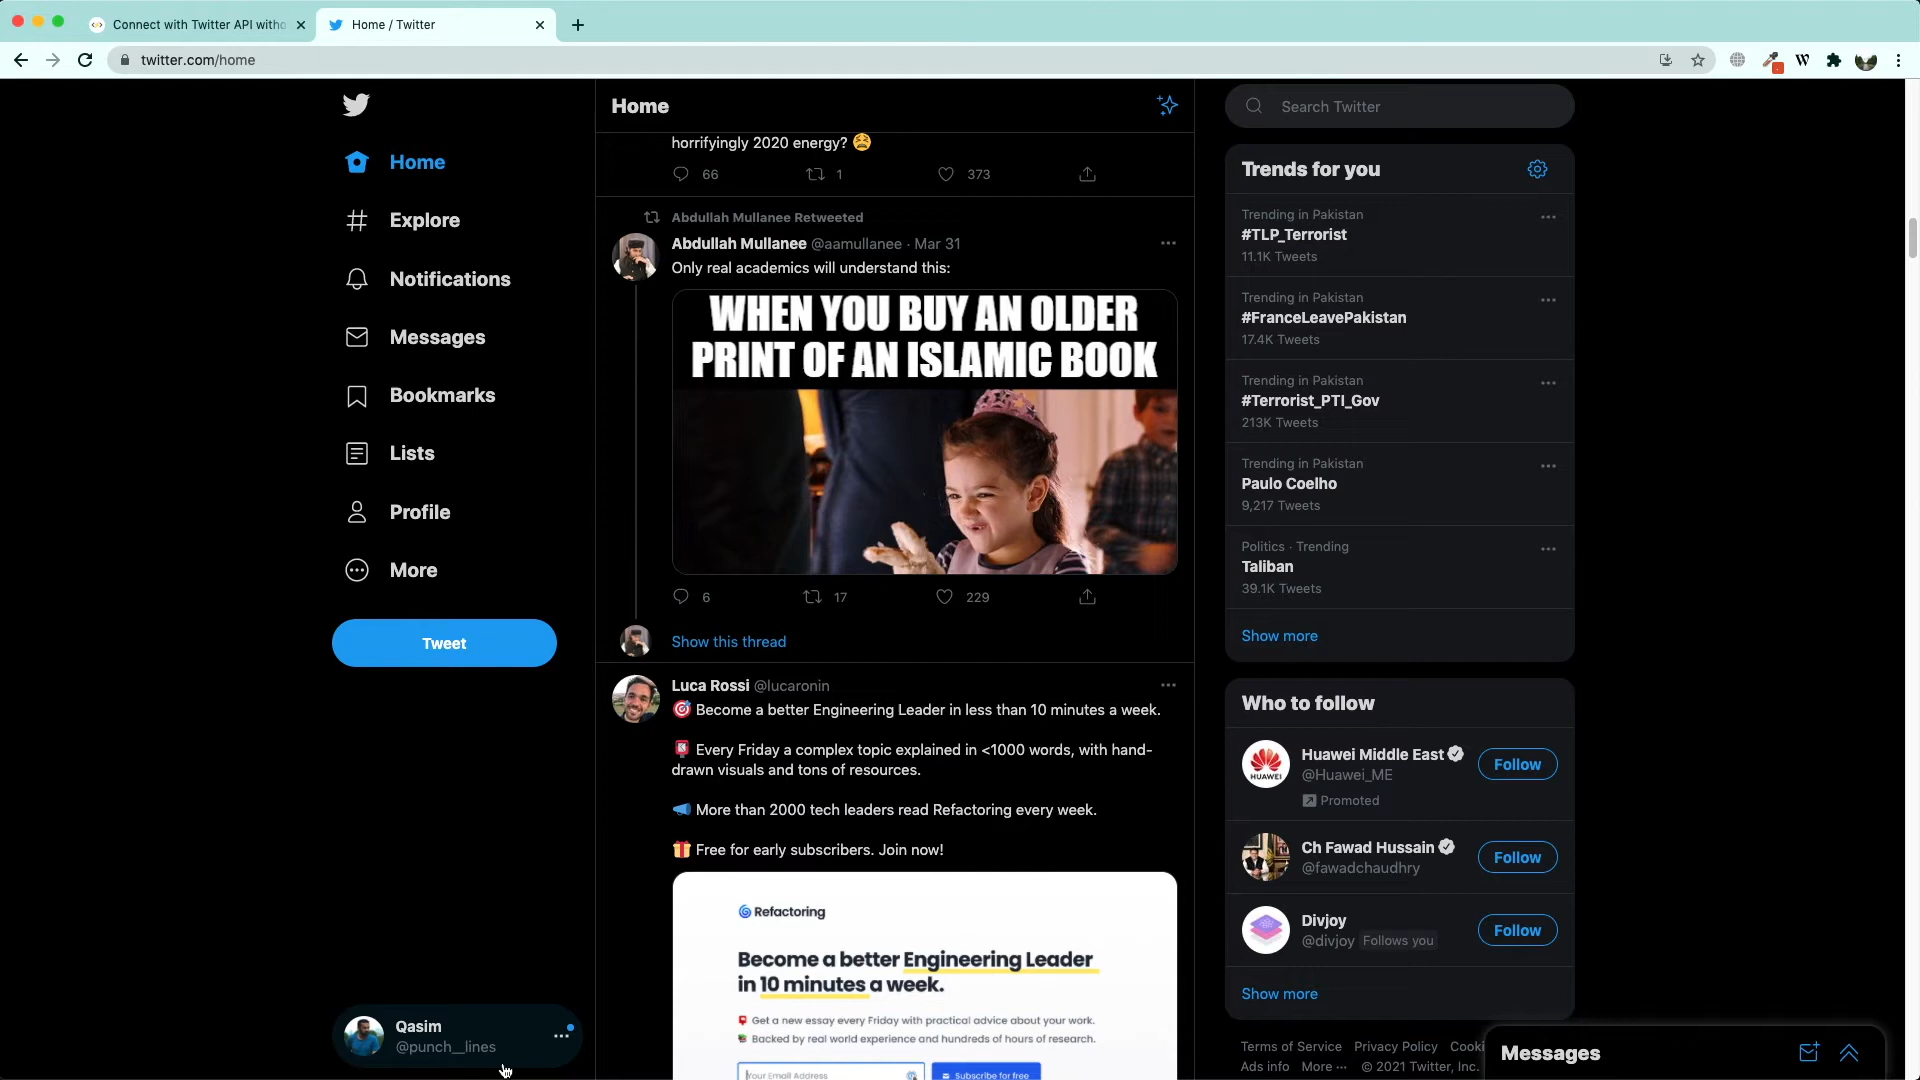 Connect with Twitter API witho
Home / Twitter
twitter.com/home
Home
Explore
Notifications
Messages
Bookmarks
Lists
Profile
More
Tweet
Qasim
@punch__lines
Home
horrifyingly 2020 energy? 😫
66
1
373
Abdullah Mullanee Retweeted
Abdullah Mullanee @aamullanee · Mar 31
Only real academics will understand this:
WHEN YOU BUY AN OLDER
PRINT OF AN ISLAMIC BOOK
6
17
229
Show this thread
Luca Rossi @lucaronin
🎯 Become a better Engineering Leader in less than 10 minutes a week.
📮 Every Friday a complex topic explained in <1000 words, with hand-
drawn visuals and tons of resources.
📣 More than 2000 tech leaders read Refactoring every week.
🎁 Free for early subscribers. Join now!
Refactoring
Become a better Engineering Leader
in 10 minutes a week.
Get a new essay every Friday with practical advice about your work.
Backed by real world experience and hundreds of hours of research.
Your Email Address
Subscribe for free
Search Twitter
Trends for you
Trending in Pakistan
#TLP_Terrorist
11.1K Tweets
Trending in Pakistan
#FranceLeavePakistan
17.4K Tweets
Trending in Pakistan
#Terrorist_PTI_Gov
213K Tweets
Trending in Pakistan
Paulo Coelho
9,217 Tweets
Politics · Trending
Taliban
39.1K Tweets
Show more
Who to follow
HUAWEI
Huawei Middle East
@Huawei_ME
Promoted
Follow
Ch Fawad Hussain
@fawadchaudhry
Follow
Divjoy
@divjoy Follows you
Follow
Show more
Terms of Service Privacy Policy Cooki
Ads info More ··· © 2021 Twitter, Inc.
Messages